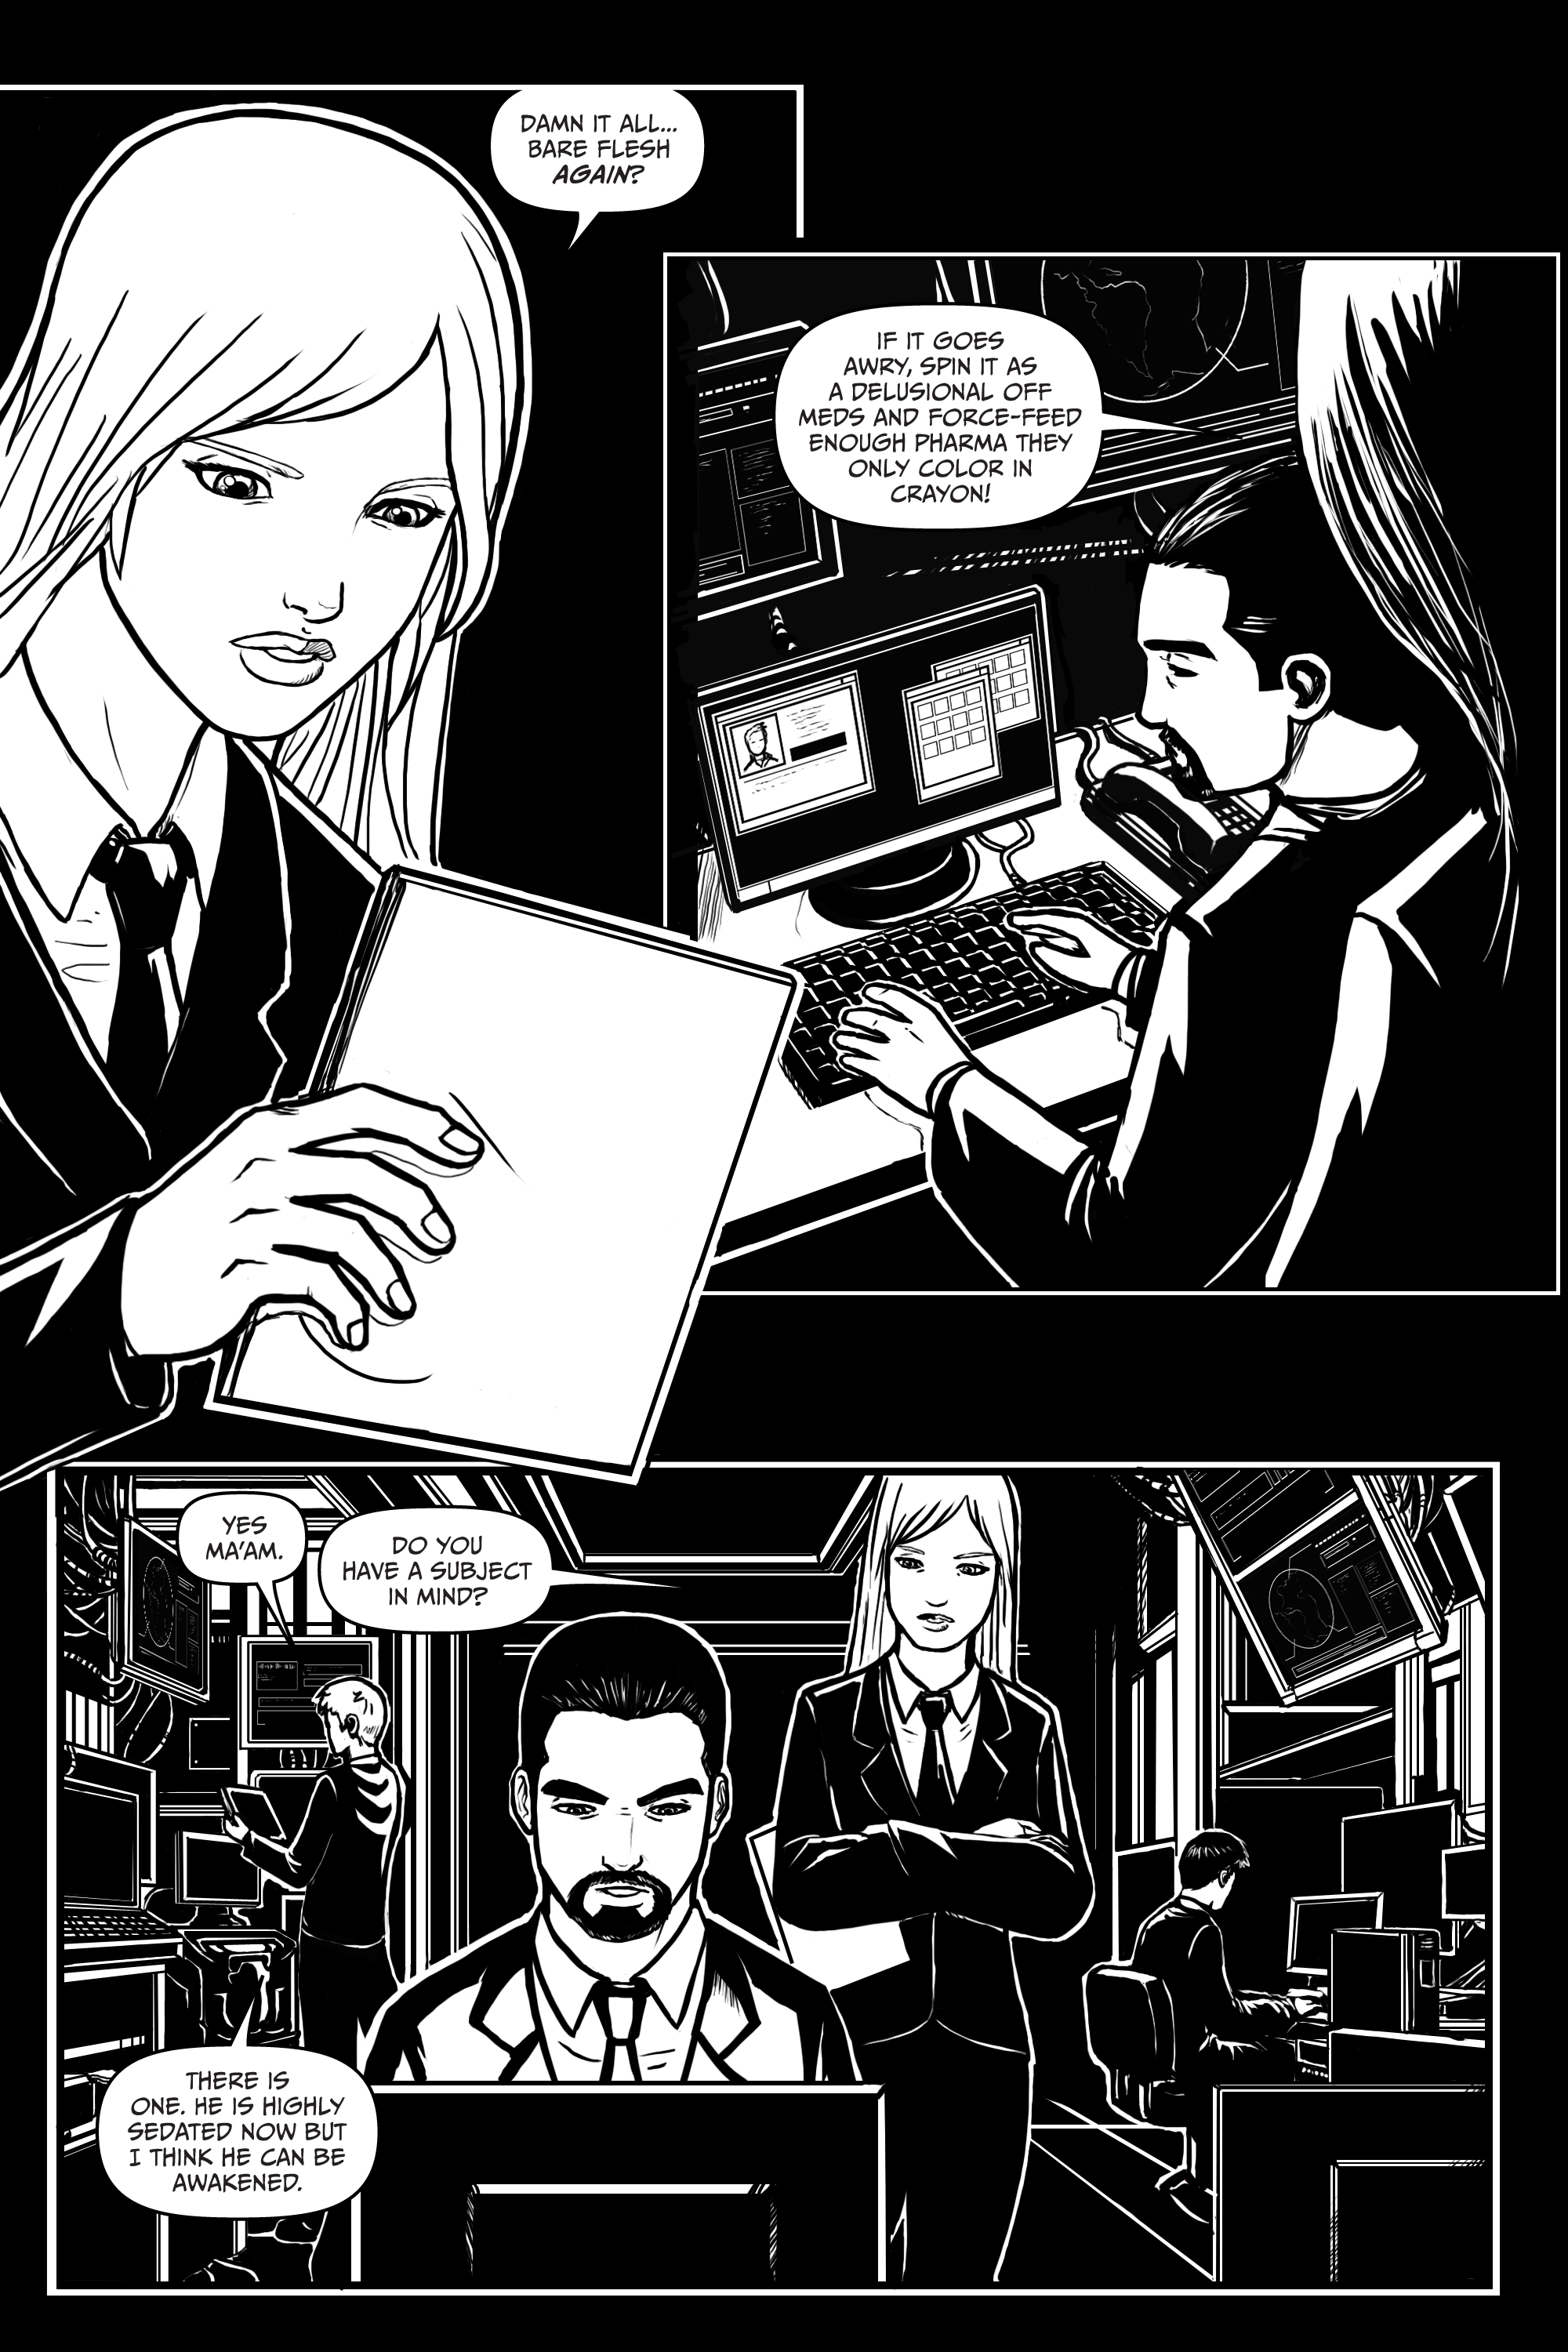 DAMN IT ALL...
BARE FLESH
AGAIN?
IF IT GOES
AWRY, SPIN IT AS
A DELUSIONAL OFF
MEDS AND FORCE-FEED
ENOUGH PHARMA THEY
ONLY COLOR IN
CRAYON!
YES
MA'AM.
DO YOU
HAVE A SUBJECT
IN MIND?
THERE IS
ONE. HE IS HIGHLY
SEDATED NOW BUT
I THINK HE CAN BE
AWAKENED.